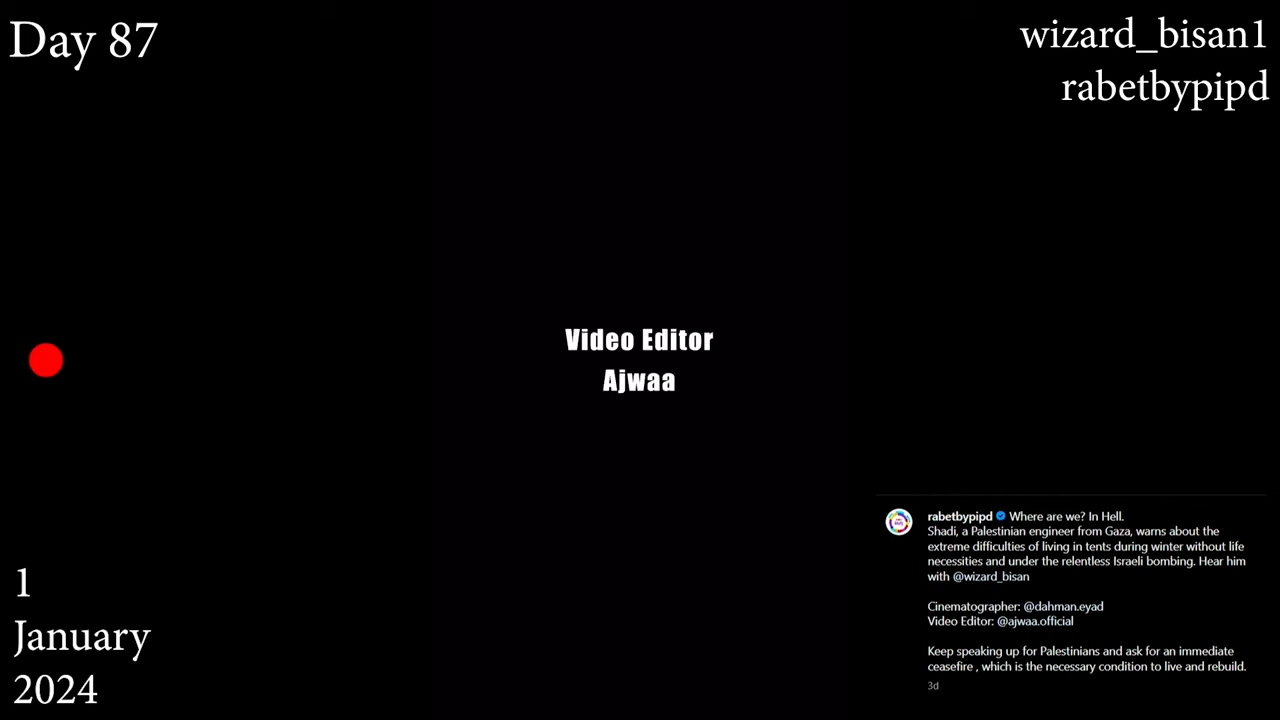 Day 87
wizard_bisan1
rabetbypipd
Video Editor
Ajwaa
rabetbypipd Where are we? In Hell.
Shadi, a Palestinian engineer from Gaza, warns about the
extreme difficulties of living in tents during winter without life
necessities and under the relentless Israeli bombing. Hear him
with @wizard_bisan
Cinematographer: @dahman.eyad
Video Editor: @ajwaa.official
Keep speaking up for Palestinians and ask for an immediate
ceasefire , which is the necessary condition to live and rebuild.
3d
1
January
2024